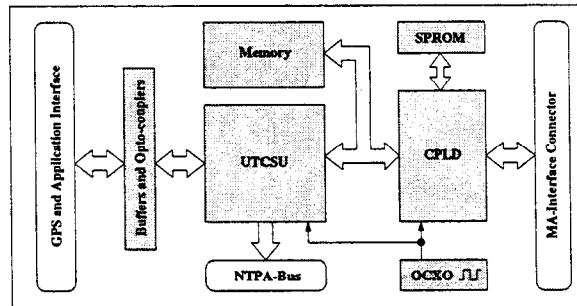 GPS and Application Interface
Buffers and Opto-couplers
Memory
UTCSU
NTPA-Bus
SPROM
CPLD
OCXO
MA-Interface Connector